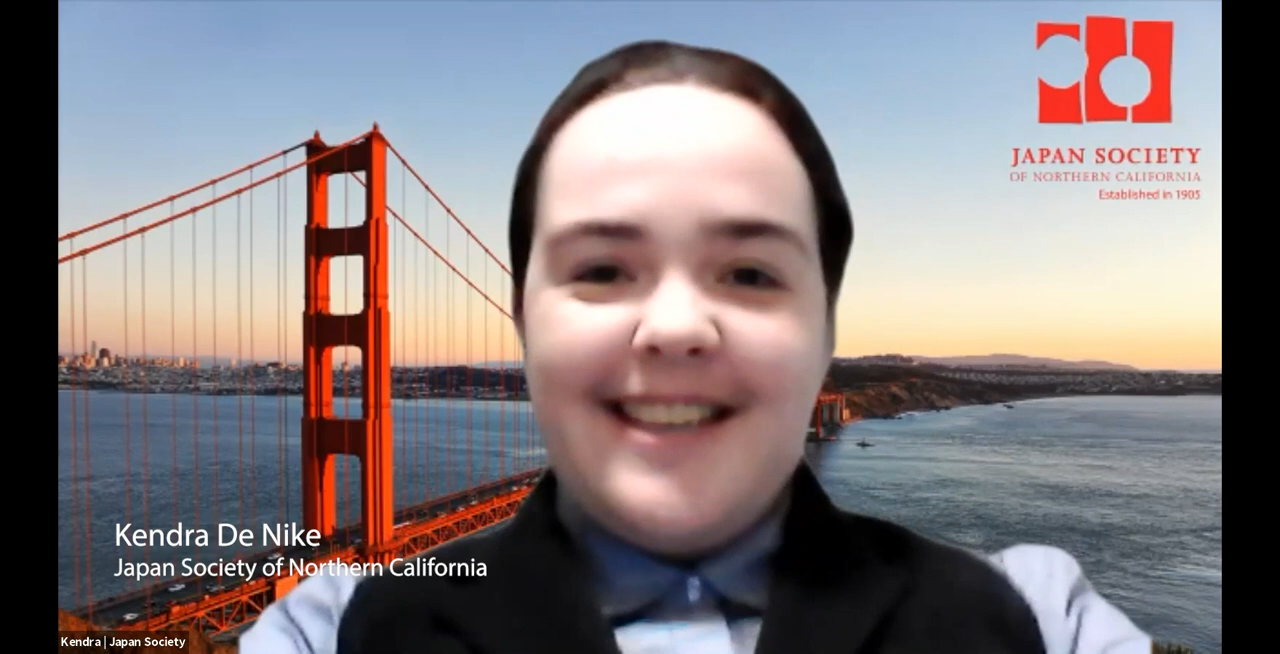 JAPAN SOCIETY
OF NORTHERN CALIFORNIA
Established in 1905
Kendra De Nike
Japan Society of Northern California
Kendra | Japan Society